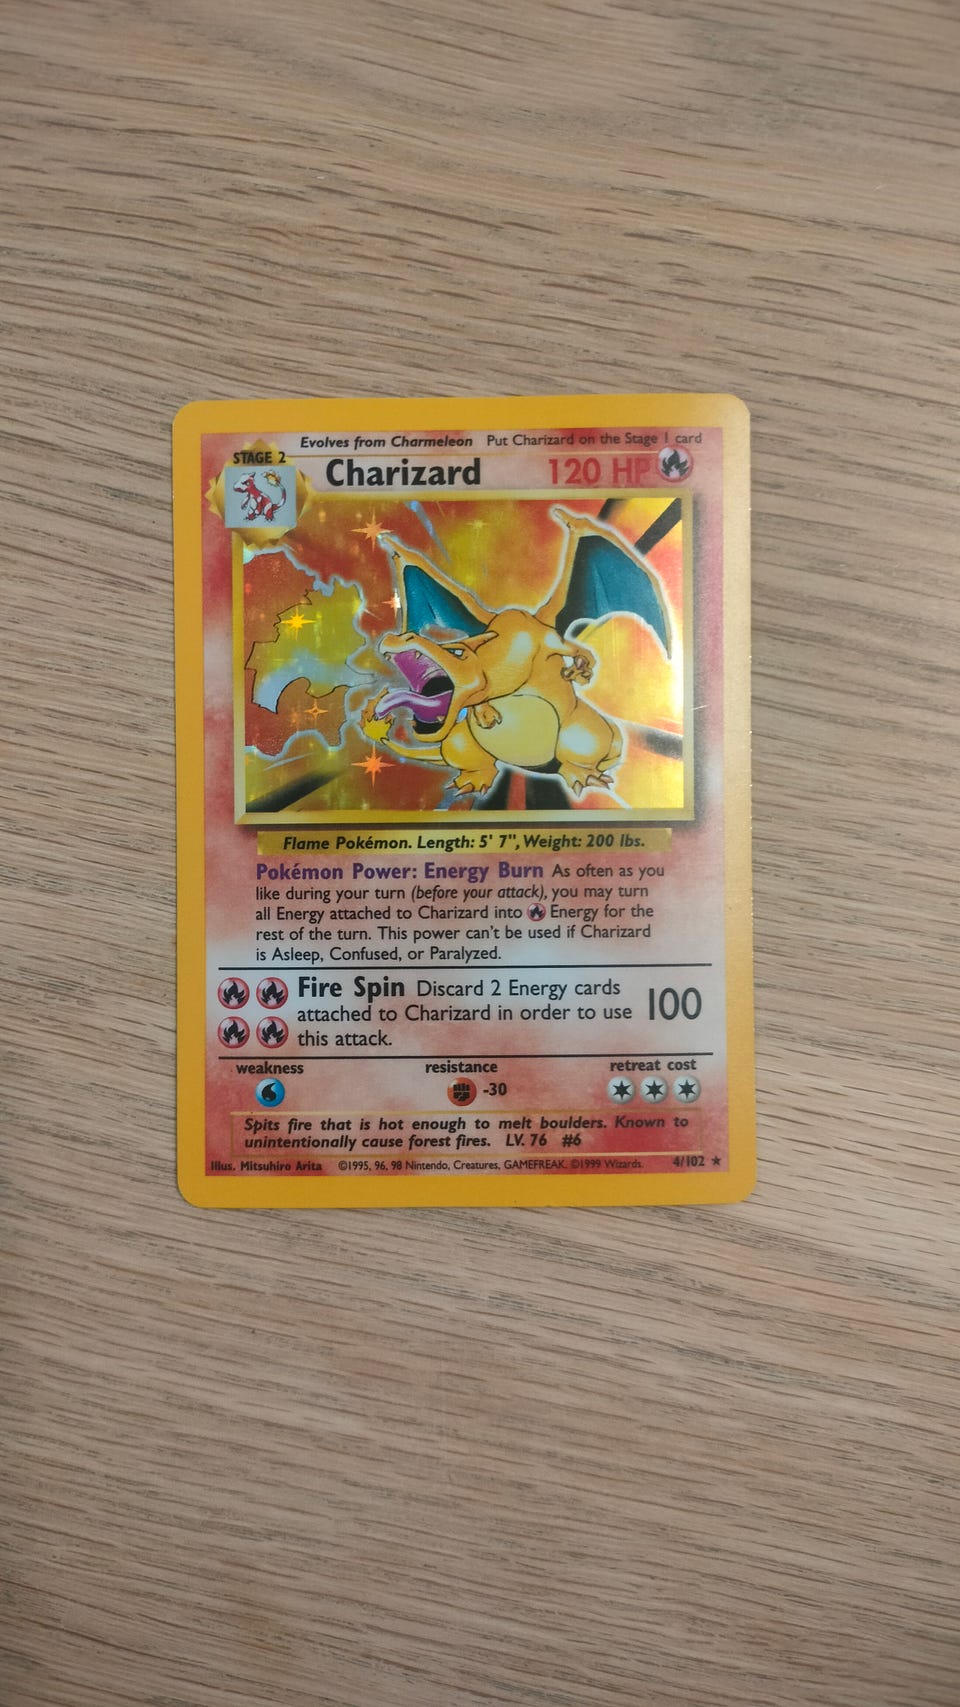 Evolves from Charmeleon Put Charizard on the Stage 1 card
STAGE 2
Charizard 120 HP
Flame Pokémon. Length: 5' 7", Weight: 200 lbs.
Pokémon Power: Energy Burn As often as you
like during your turn (before your attack), you may turn
all Energy attached to Charizard into Energy for the
rest of the turn. This power can't be used if Charizard
is Asleep, Confused, or Paralyzed.
Fire Spin Discard 2 Energy cards
attached to Charizard in order to use 100
this attack.
weakness resistance retreat cost
-30
Spits fire that is hot enough to melt boulders. Known to
unintentionally cause forest fires. LV. 76 #6
Illus. Mitsuhiro Arita ©1995, 96, 98 Nintendo, Creatures, GAMEFREAK. ©1999 Wizards. 4/102 ★